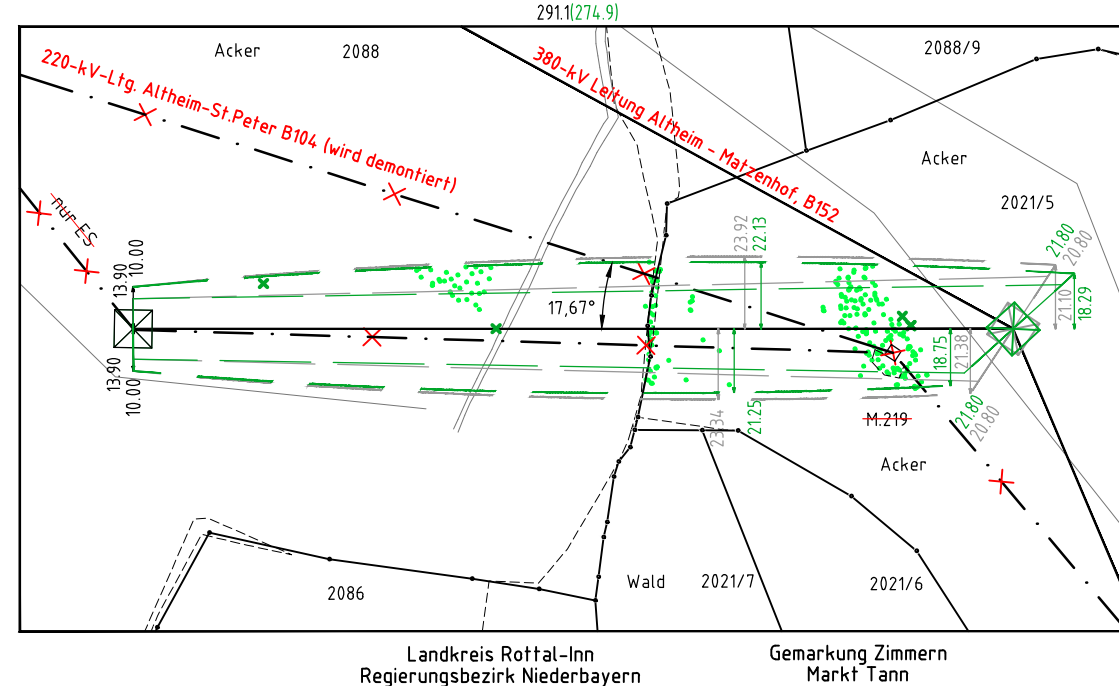 291.1(274.9)
Acker
2088
2088/9
220-kV-Ltg. Altheim-St.Peter B104 (wird demontiert)
380-kV Leitung Altheim - Matzenhof, B152
Acker
2021/5
nur ES
13.90
10.00
23.92
22.13
21.80
20.80
17,67°
21.10
18.29
13.90
10.00
18.75
21.38
23.34
21.25
21.80
20.80
M.219
Acker
2086
Wald
2021/7
2021/6
Landkreis Rottal-Inn
Regierungsbezirk Niederbayern
Gemarkung Zimmern
Markt Tann